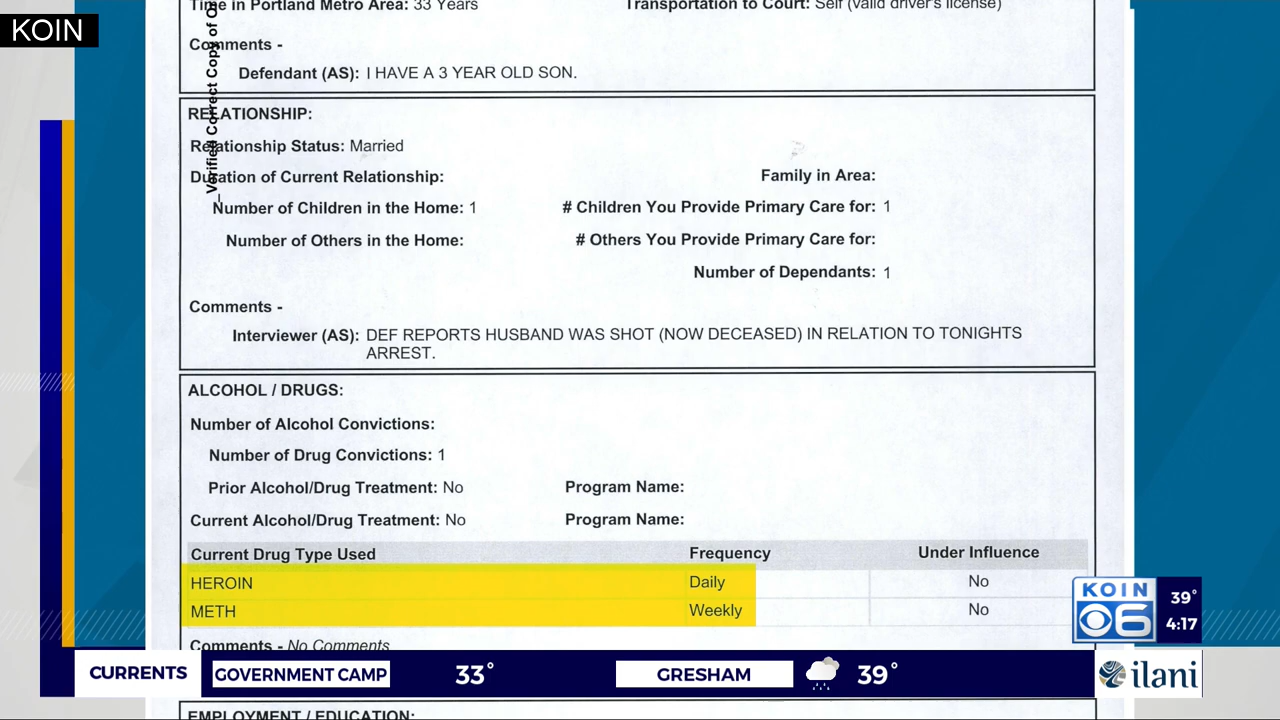 KOIN
Time in Portland Metro Area: 33 Years Transportation to Court: Self (valid driver's license)
Comments -
Defendant (AS): I HAVE A 3 YEAR OLD SON.
Verified Correct Copy of
RELATIONSHIP:
Relationship Status: Married
Duration of Current Relationship: Family in Area:
Number of Children in the Home: 1 # Children You Provide Primary Care for: 1
Number of Others in the Home: # Others You Provide Primary Care for:
Number of Dependants: 1
Comments -
Interviewer (AS): DEF REPORTS HUSBAND WAS SHOT (NOW DECEASED) IN RELATION TO TONIGHTS
ARREST.
ALCOHOL / DRUGS:
Number of Alcohol Convictions:
Number of Drug Convictions: 1
Prior Alcohol/Drug Treatment: No Program Name:
Current Alcohol/Drug Treatment: No Program Name:
Current Drug Type Used Frequency Under Influence
HEROIN Daily No
METH Weekly No
Comments - No Comments
KOIN
6
39°
4:17
CURRENTS GOVERNMENT CAMP 33° GRESHAM 39° ilani
EMPLOYMENT / EDUCATION: